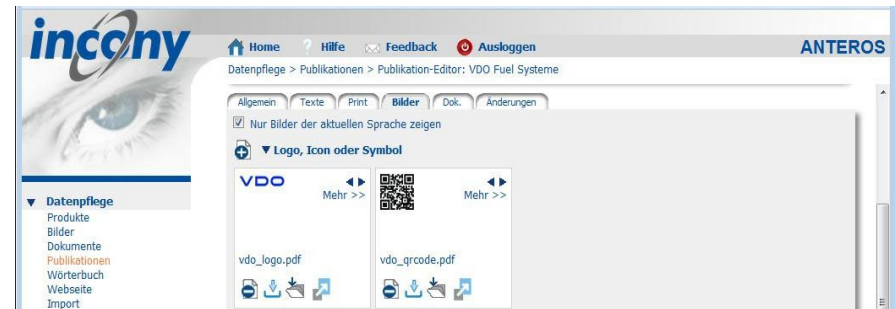 incony
Home Hilfe Feedback Ausloggen
ANTEROS
Datenpflege > Publikationen > Publikation-Editor: VDO Fuel Systeme
Allgemein Texte Print Bilder Dok. Änderungen
Nur Bilder der aktuellen Sprache zeigen
Logo, Icon oder Symbol
VDO
Mehr >>
Mehr >>
vdo_logo.pdf
vdo_qrcode.pdf
Datenpflege
Produkte
Bilder
Dokumente
Publikationen
Wörterbuch
Webseite
Import